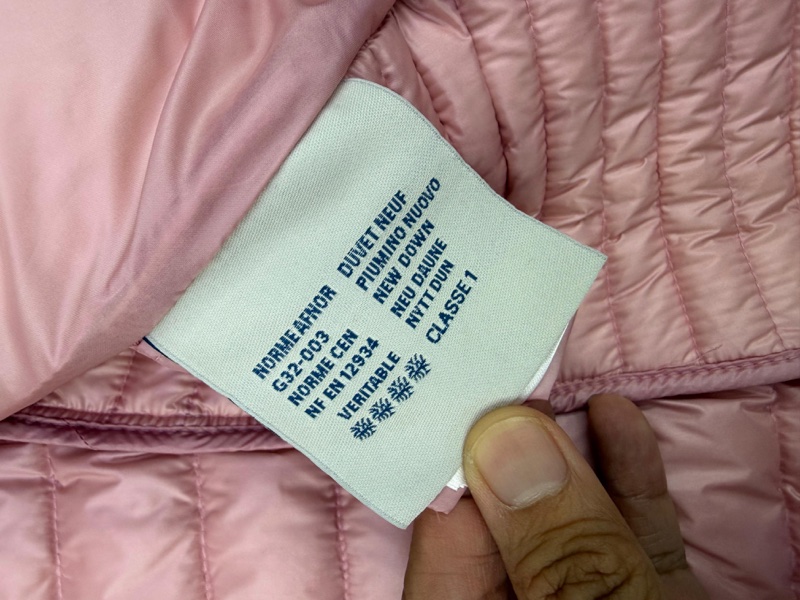 NORME AFNOR DUVET NEUF
G32-003 PIUMINO NUOVO
NORME CEN NEW DOWN
NF EN 12934 NEU DAUNE
VERITABLE NYTT DUN
CLASSE 1